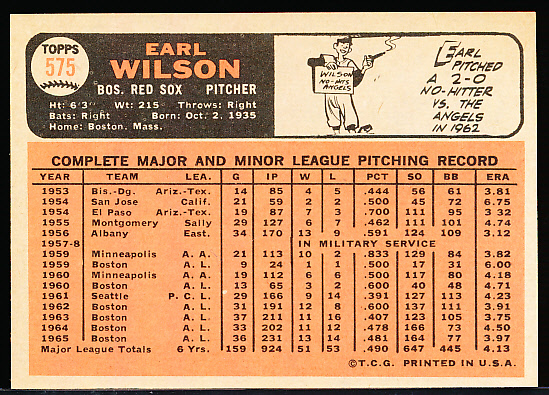 TOPPS
575
EARL
WILSON
BOS. RED SOX PITCHER
Ht: 6'3" Wt: 215 Throws: Right
Bats: Right Born: Oct. 2, 1935
Home: Boston, Mass.
WILSON
NO-HITS
ANGELS
EARL
PITCHED
A 2-0
NO-HITTER
VS. THE
ANGELS
IN 1962
COMPLETE MAJOR AND MINOR LEAGUE PITCHING RECORD
YEAR TEAM LEA. G IP W L PCT SO BB ERA
1953 Bis.-Dg. Ariz.-Tex. 14 85 4 5 .444 56 61 3.81
1954 San Jose Calif. 21 59 2 2 .500 45 72 6.75
1954 El Paso Ariz.-Tex. 19 87 7 3 .700 111 95 3.32
1955 Montgomery Sally 29 127 6 7 .462 111 101 4.74
1956 Albany East. 34 170 13 9 .591 124 109 3.12
1957-8 IN MILITARY SERVICE
1959 Minneapolis A. A. 21 113 10 2 .833 129 84 3.82
1959 Boston A. L. 9 24 1 1 .500 17 31 6.00
1960 Minneapolis A. A. 19 112 6 6 .500 117 80 4.18
1960 Boston A. L. 13 65 3 2 .600 40 48 4.71
1961 Seattle P. C. L. 29 166 9 14 .391 127 113 4.23
1962 Boston A. L. 31 191 12 8 .600 137 111 3.91
1963 Boston A. L. 37 211 11 16 .407 123 105 3.75
1964 Boston A. L. 33 202 11 12 .478 166 73 4.50
1965 Boston A. L. 36 231 13 14 .481 164 77 3.97
Major League Totals 6 Yrs. 159 924 51 53 .490 647 445 4.13
©T.C.G. PRINTED IN U.S.A.